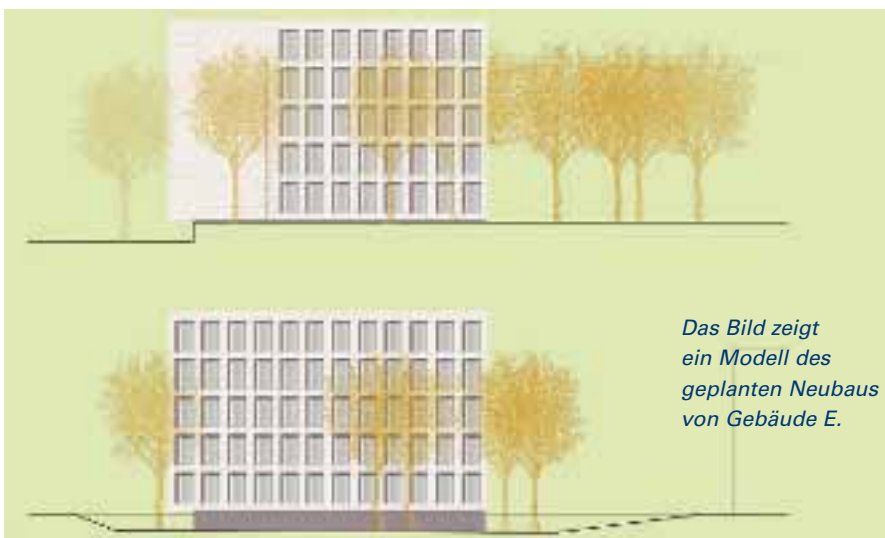 Das Bild zeigt
ein Modell des
geplanten Neubaus
von Gebäude E.